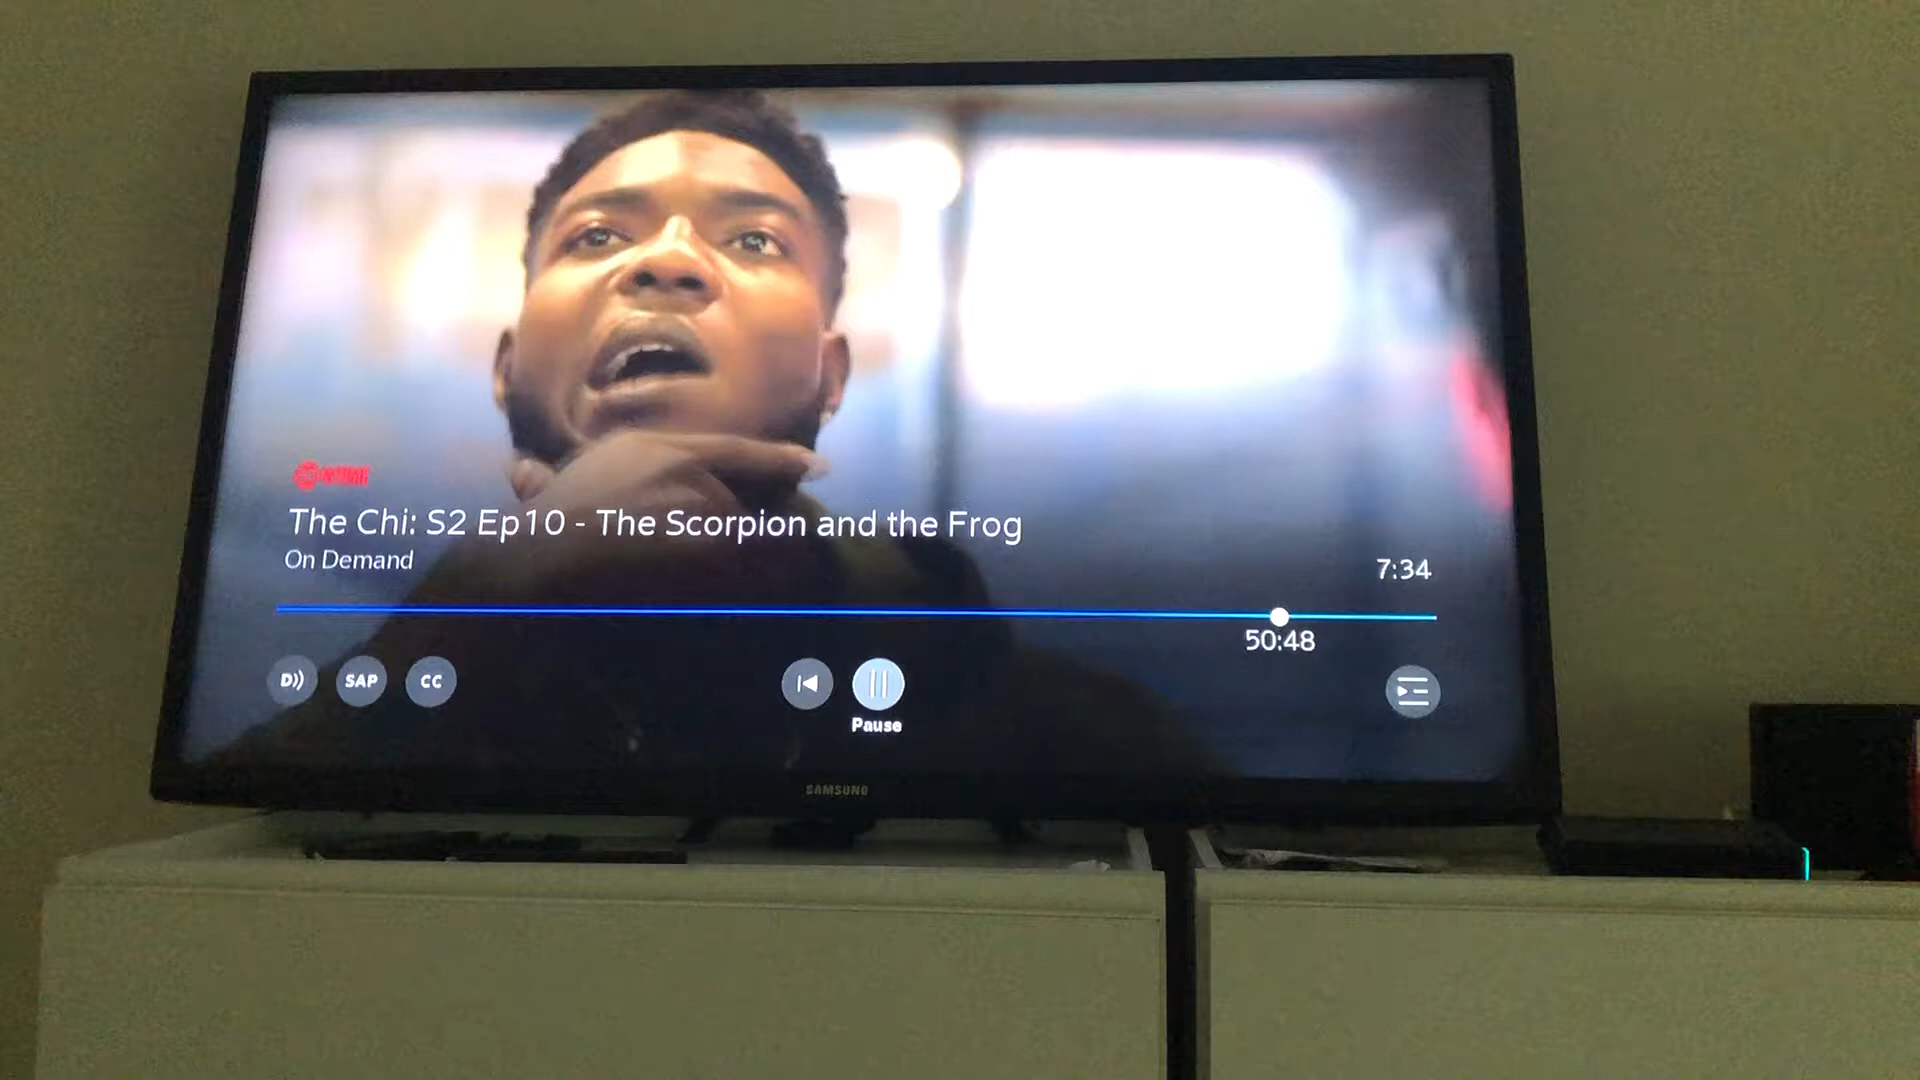 SHOWTIME
The Chi: S2 Ep10 - The Scorpion and the Frog
On Demand
7:34
50:48
D)) SAP CC
Pause
SAMSUNG